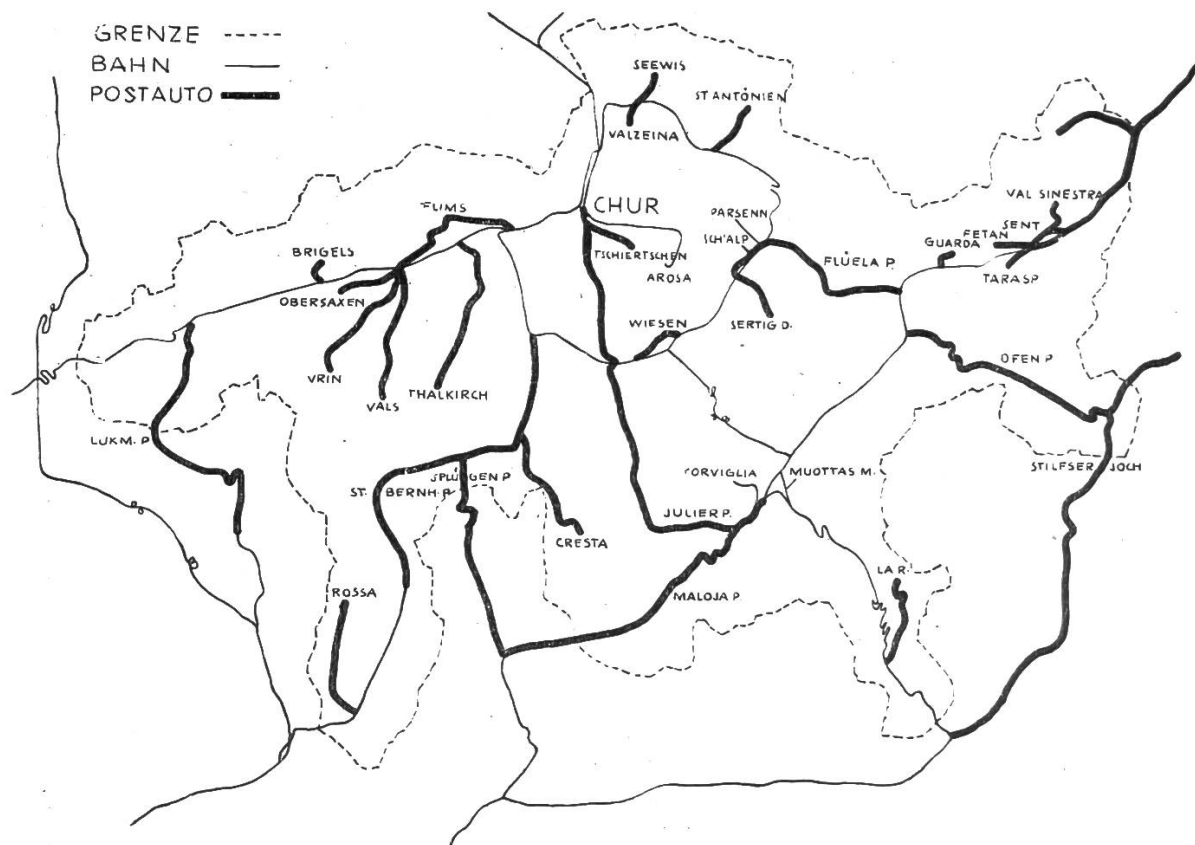 GRENZE
BAHN
POSTAUTO
SEEWIS
ST ANTÖNIEN
VALZEINA
VAL SINESTRA
CHUR
FLIMS
PARSENN
SCH'ALP
SENT
FETAN
GUARDA
TARASP
BRIGELS
TSCHIERTSCHEN
AROSA
FLÜELA P.
OBERSAXEN
WIESEN
SERTIG D.
OFEN P.
VRIN
VALS
THALKIRCH
LUKM. P.
SPLÜGEN P.
ST. BERNH. P.
CORVIGLIA
MUOTTAS M.
STILFSER JOCH
JULIER P.
CRESTA
LA R.
ROSSA
MALOJA P.